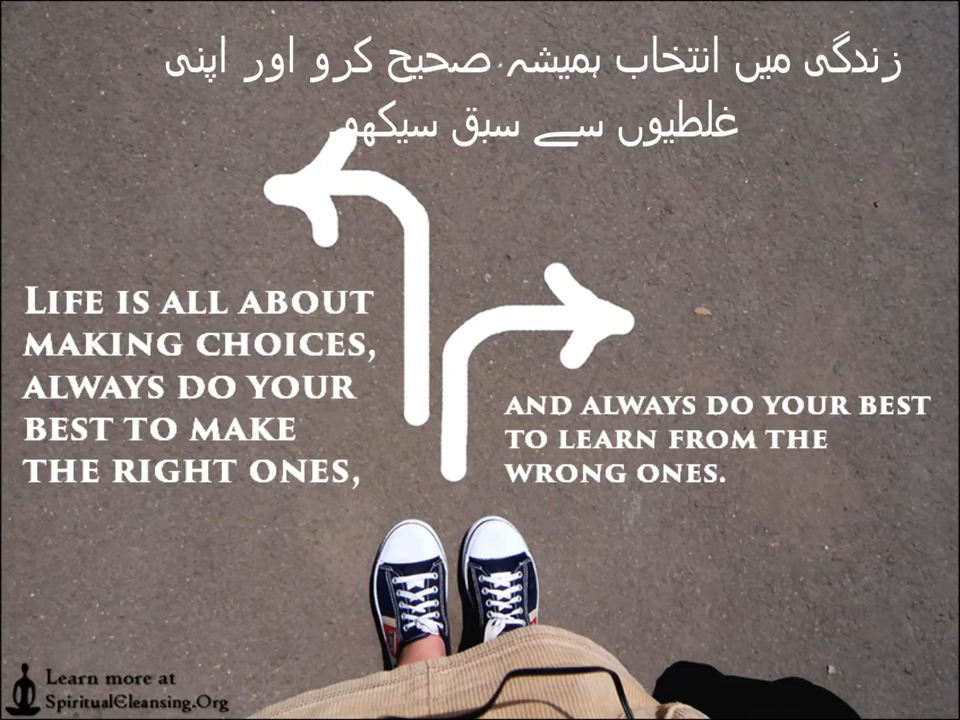 زندگی میں انتخاب ہمیشہ صحیح کرو اور اپنی
غلطیوں سے سبق سیکھو
LIFE IS ALL ABOUT
MAKING CHOICES,
ALWAYS DO YOUR
BEST TO MAKE
THE RIGHT ONES,
AND ALWAYS DO YOUR BEST
TO LEARN FROM THE
WRONG ONES.
Learn more at
SpiritualCleansing.Org